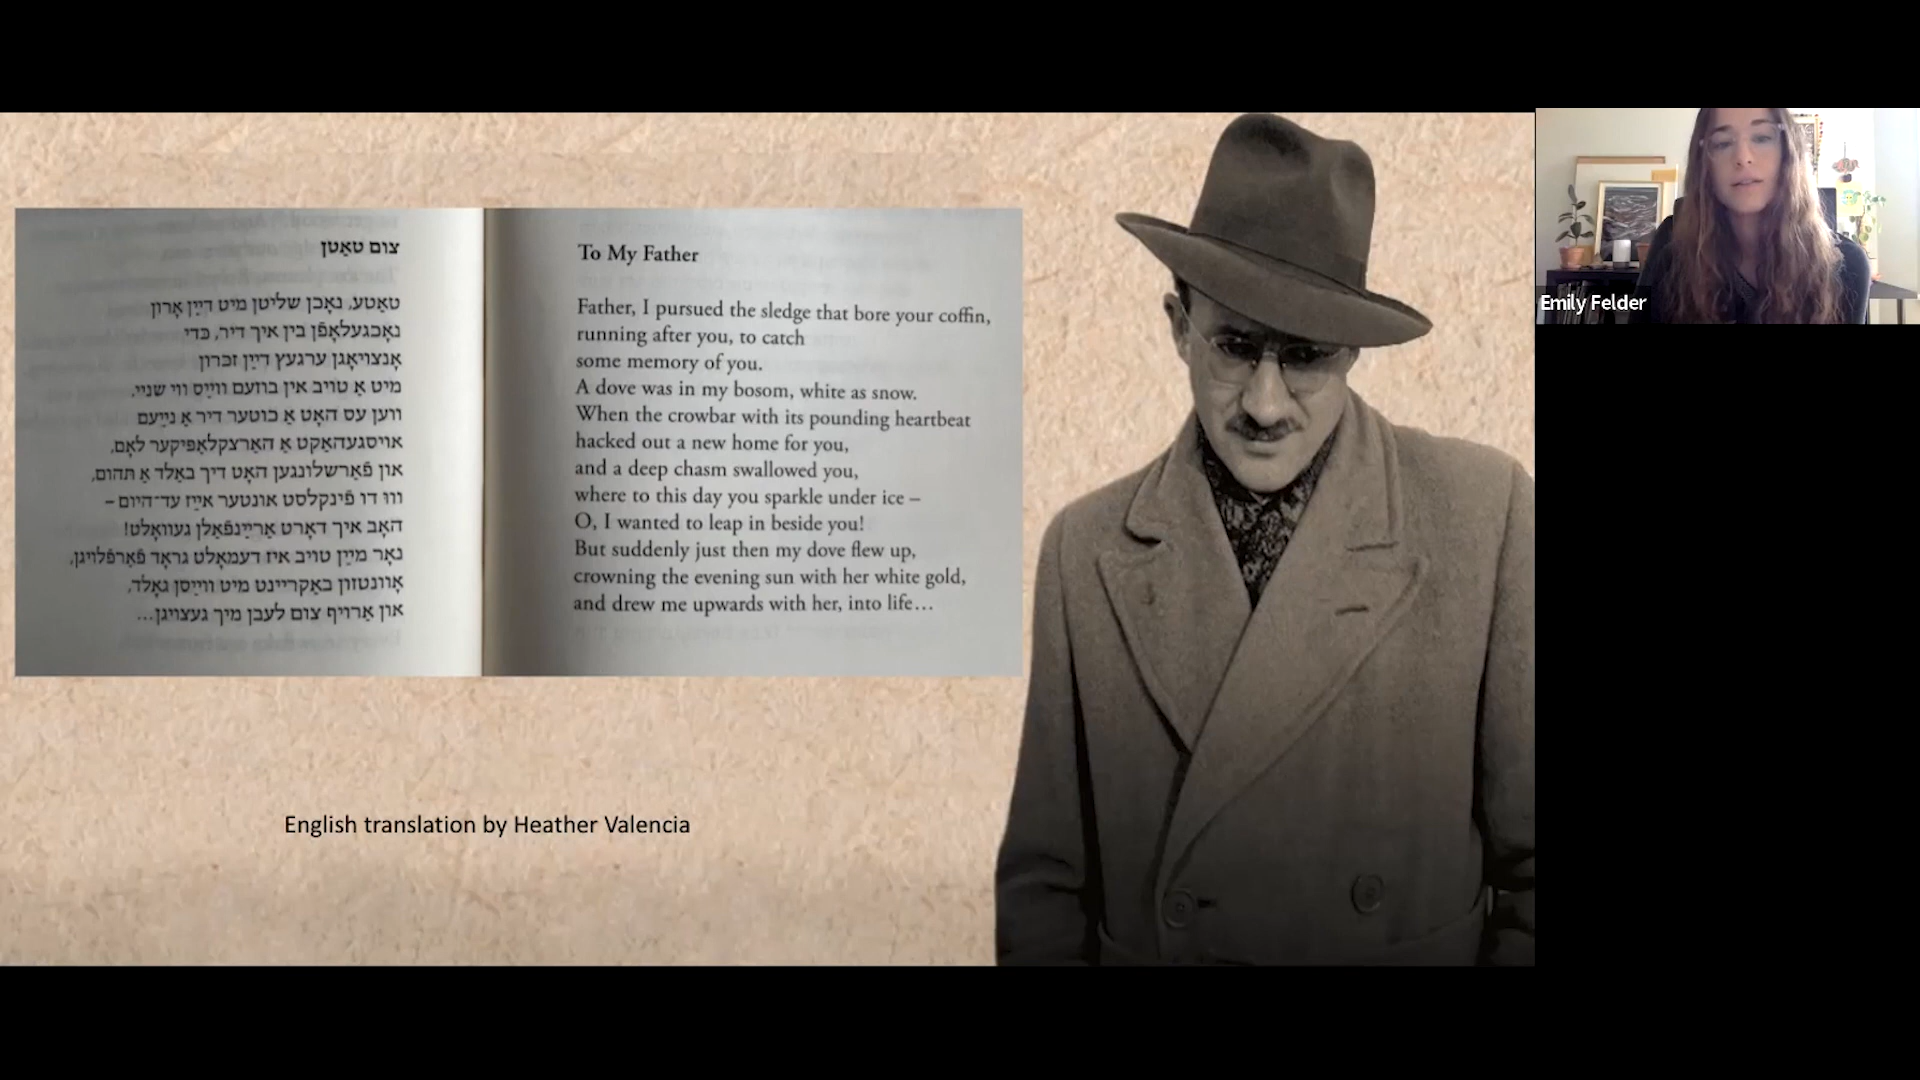 צום טאַטן
טאַטע, נאָכן שליטן מיט דײַן אָרון
נאָכגעלאָפֿן בין איך דיר, כּדי
אָנצויאָגן ערגעץ דײַן זכּרון
מיט אַ טויב אין בוזעם ווײַס ווי שניי.
ווען עס האָט אַ כוטער דיר אַ נײַעם
אויסגעהאַקט אַ האַרצקלאַפּיקער לאָם,
און פֿאַרשלונגען האָט דיך באַלד אַ תּהום,
וווּ דו פֿינקלסט אונטער אײַז עד־היום –
האָב איך דאָרט אַרײַנפֿאַלן געוואָלט!
נאָר מײַן טויב איז דעמאָלט גראָד פֿאַרפֿלויגן,
אָוונטזון באַקריינט מיט ווײַסן גאָלד,
און אַרויף צום לעבן מיך געצויגן...
To My Father
Father, I pursued the sledge that bore your coffin,
running after you, to catch
some memory of you.
A dove was in my bosom, white as snow.
When the crowbar with its pounding heartbeat
hacked out a new home for you,
and a deep chasm swallowed you,
where to this day you sparkle under ice –
O, I wanted to leap in beside you!
But suddenly just then my dove flew up,
crowning the evening sun with her white gold,
and drew me upwards with her, into life...
English translation by Heather Valencia
Emily Felder